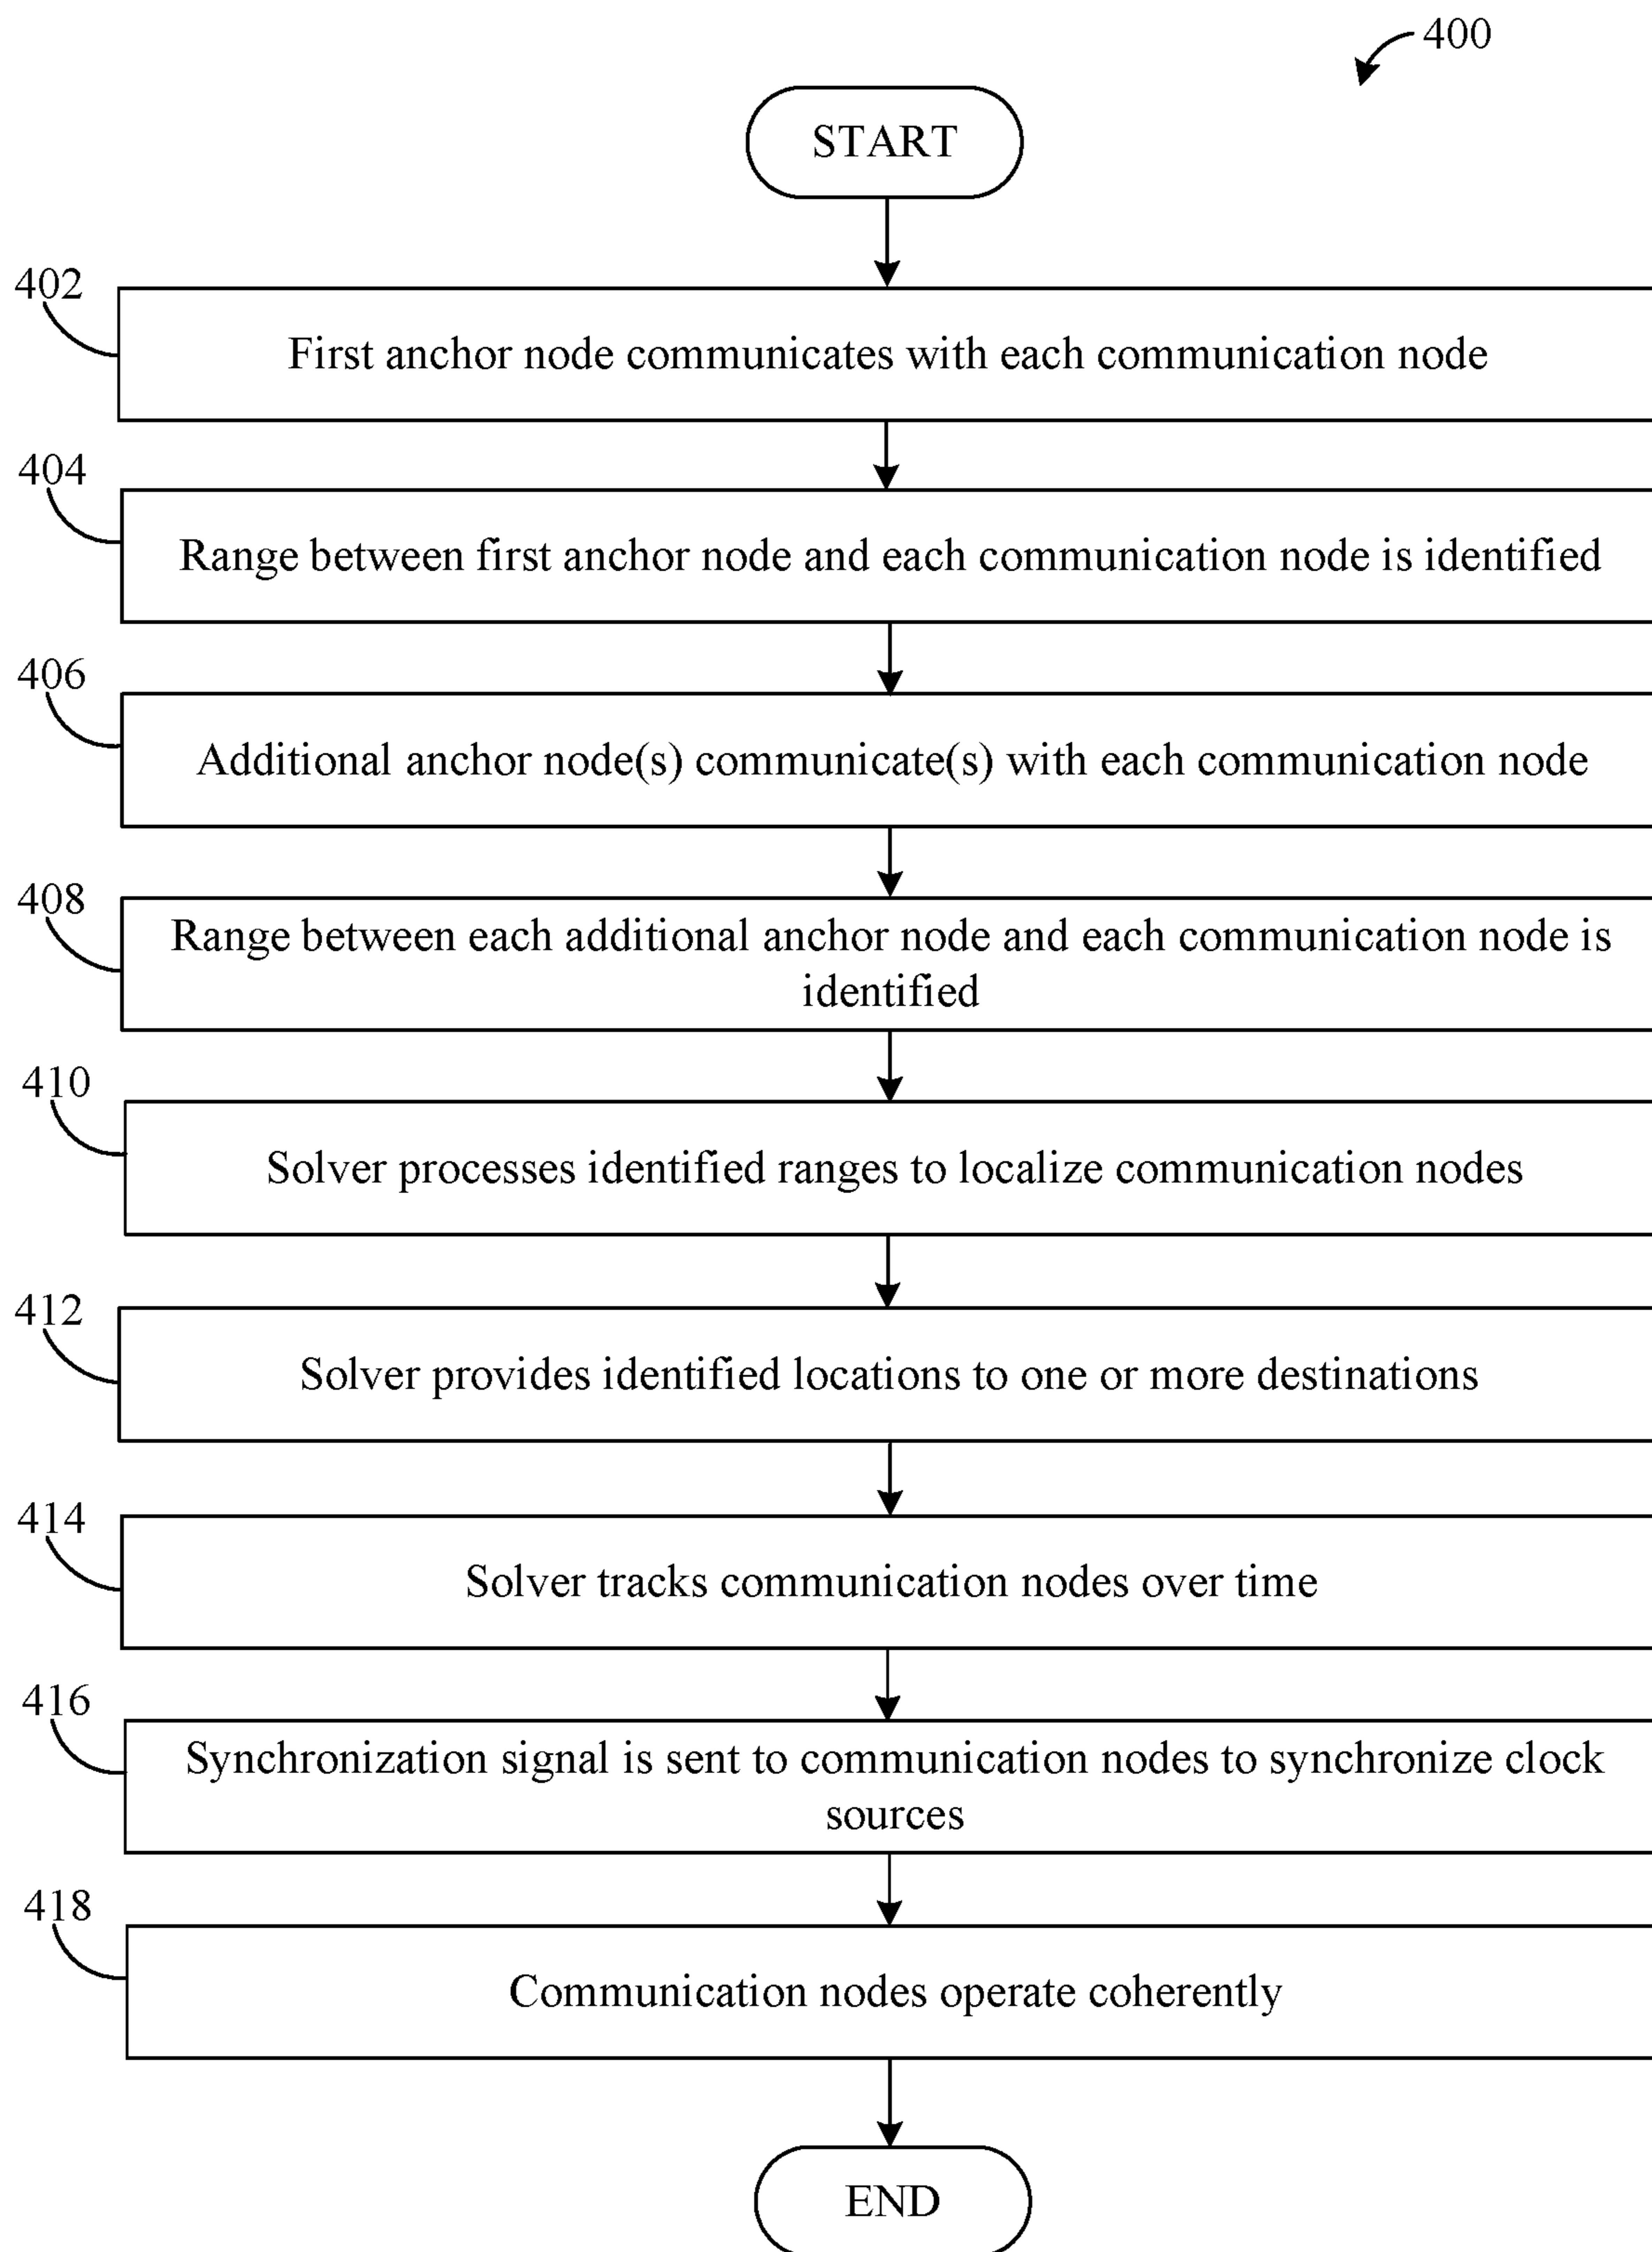 400
START
402
First anchor node communicates with each communication node
404
Range between first anchor node and each communication node is identified
406
Additional anchor node(s) communicate(s) with each communication node
408
Range between each additional anchor node and each communication node is
identified
410
Solver processes identified ranges to localize communication nodes
412
Solver provides identified locations to one or more destinations
414
Solver tracks communication nodes over time
416
Synchronization signal is sent to communication nodes to synchronize clock
sources
418
Communication nodes operate coherently
END